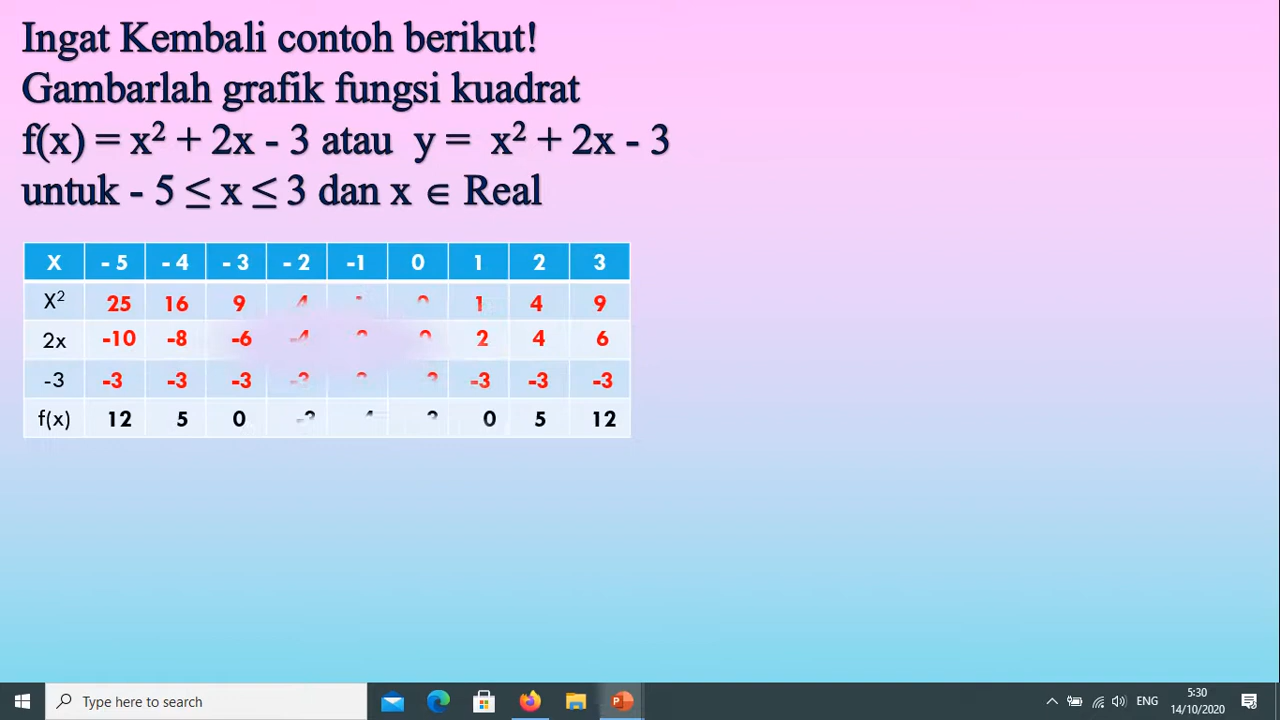 Ingat Kembali contoh berikut!
Gambarlah grafik fungsi kuadrat
f(x) = x² + 2x - 3 atau y = x² + 2x - 3
untuk - 5 ≤ x ≤ 3 dan x ∈ Real
X - 5 - 4 - 3 - 2 -1 0 1 2 3
X² 25 16 9 1 4 9
2x -10 -8 -6 -4 2 4 6
-3 -3 -3 -3 -3 -3 -3
f(x) 12 5 0 0 5 12
Type here to search
ENG
5:30
14/10/2020